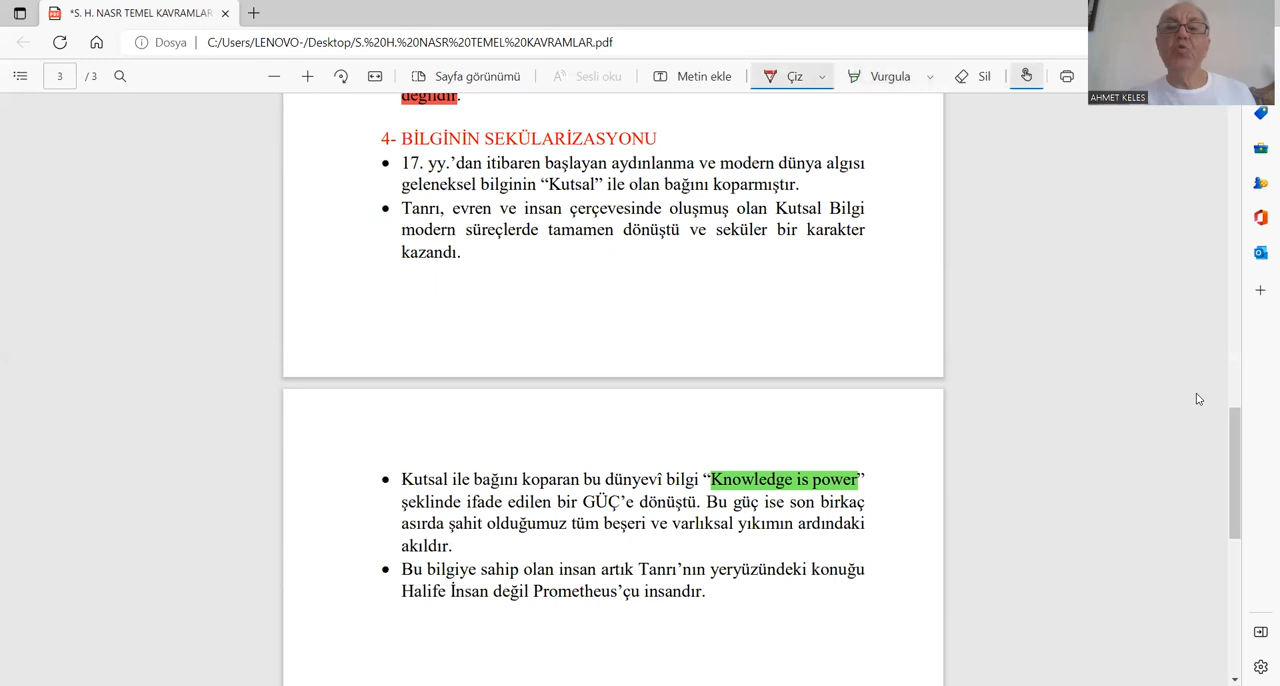 *S. H. NASR TEMEL KAVRAMLAR
Dosya
C:/Users/LENOVO-/Desktop/S.%20H.%20NASR%20TEMEL%20KAVRAMLAR.pdf
3
/ 3
Sayfa görünümü
Sesli oku
Metin ekle
Çiz
Vurgula
Sil
AHMET KELES
değildir.
4- BİLGİNİN SEKÜLARİZASYONU
• 17. yy.’dan itibaren başlayan aydınlanma ve modern dünya algısı
geleneksel bilginin “Kutsal” ile olan bağını koparmıştır.
• Tanrı, evren ve insan çerçevesinde oluşmuş olan Kutsal Bilgi
modern süreçlerde tamamen dönüştü ve seküler bir karakter
kazandı.
• Kutsal ile bağını koparan bu dünyevî bilgi “Knowledge is power”
şeklinde ifade edilen bir GÜÇ’e dönüştü. Bu güç ise son birkaç
asırda şahit olduğumuz tüm beşeri ve varlıksal yıkımın ardındaki
akıldır.
• Bu bilgiye sahip olan insan artık Tanrı’nın yeryüzündeki konuğu
Halife İnsan değil Prometheus’çu insandır.